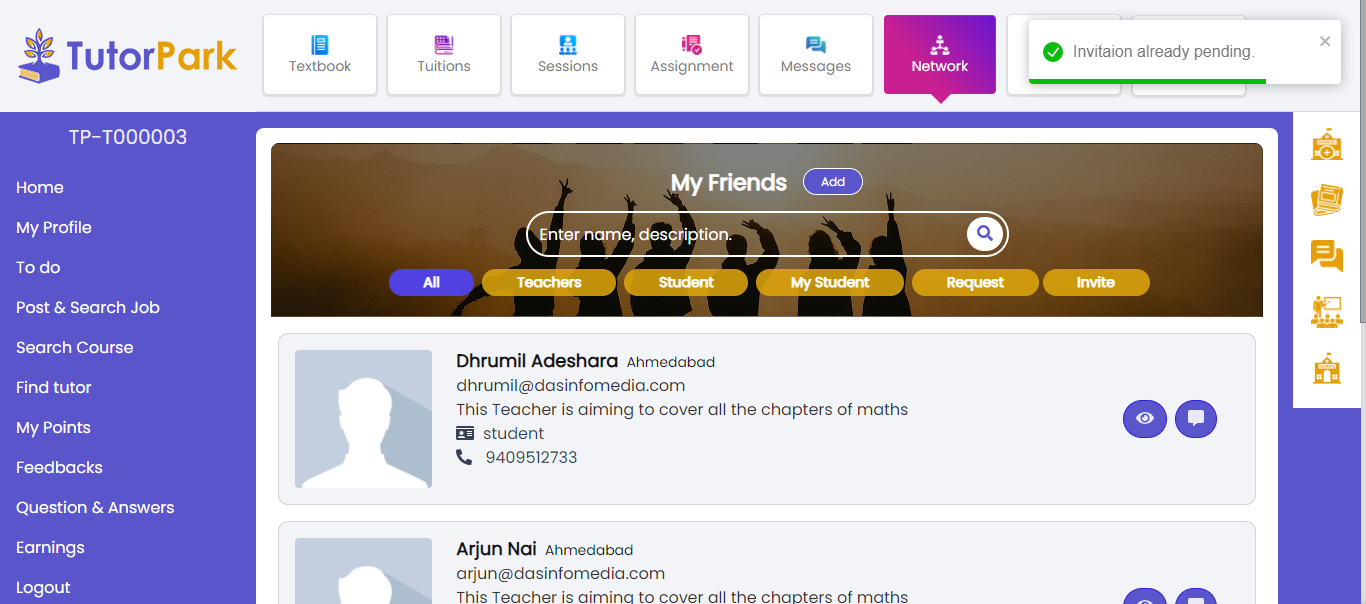 TutorPark
Textbook
Tuitions
Sessions
Assignment
Messages
Network
Invitaion already pending.
TP-T000003
Home
My Profile
To do
Post & Search Job
Search Course
Find tutor
My Points
Feedbacks
Question & Answers
Earnings
Logout
My Friends
Add
Enter name, description.
All
Teachers
Student
My Student
Request
Invite
Dhrumil Adeshara Ahmedabad
dhrumil@dasinfomedia.com
This Teacher is aiming to cover all the chapters of maths
student
9409512733
Arjun Nai Ahmedabad
arjun@dasinfomedia.com
This Teacher is aiming to cover all the chapters of maths